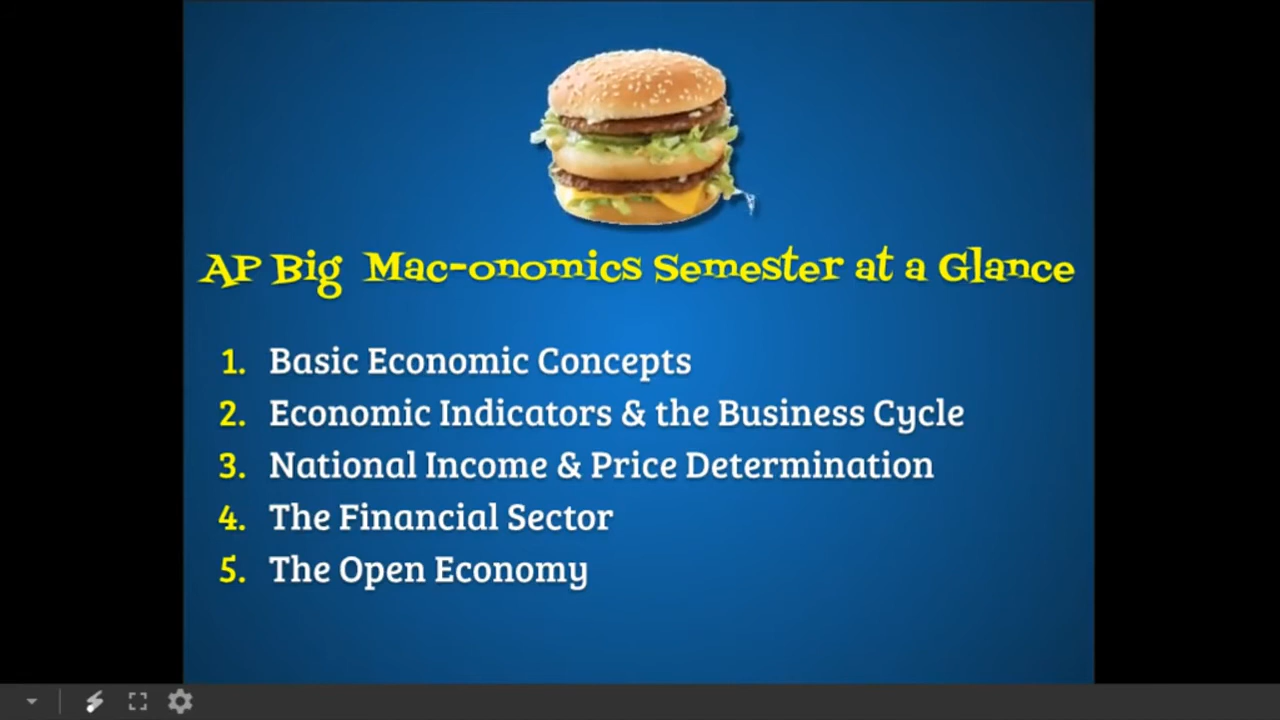 AP Big Mac-onomics Semester at a Glance
1. Basic Economic Concepts
2. Economic Indicators & the Business Cycle
3. National Income & Price Determination
4. The Financial Sector
5. The Open Economy